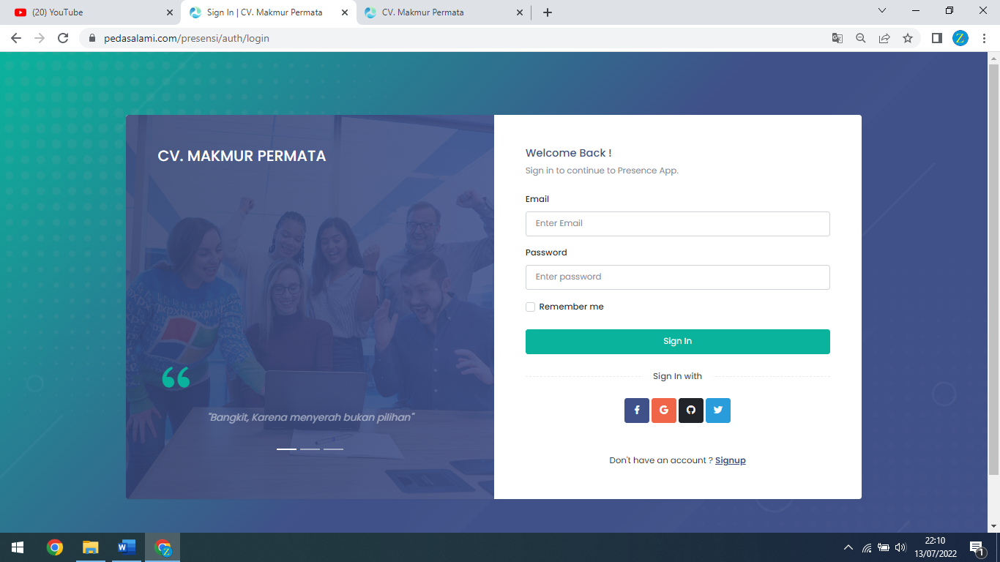 (20) YouTube
Sign In | CV. Makmur Permata
CV. Makmur Permata
pedasalami.com/presensi/auth/login
Z
CV. MAKMUR PERMATA
"Bangkit, Karena menyerah bukan pilihan"
Welcome Back !
Sign in to continue to Presence App.
Email
Enter Email
Password
Enter password
Remember me
Sign In
Sign In with
Don't have an account ? Signup
22:10
13/07/2022
1